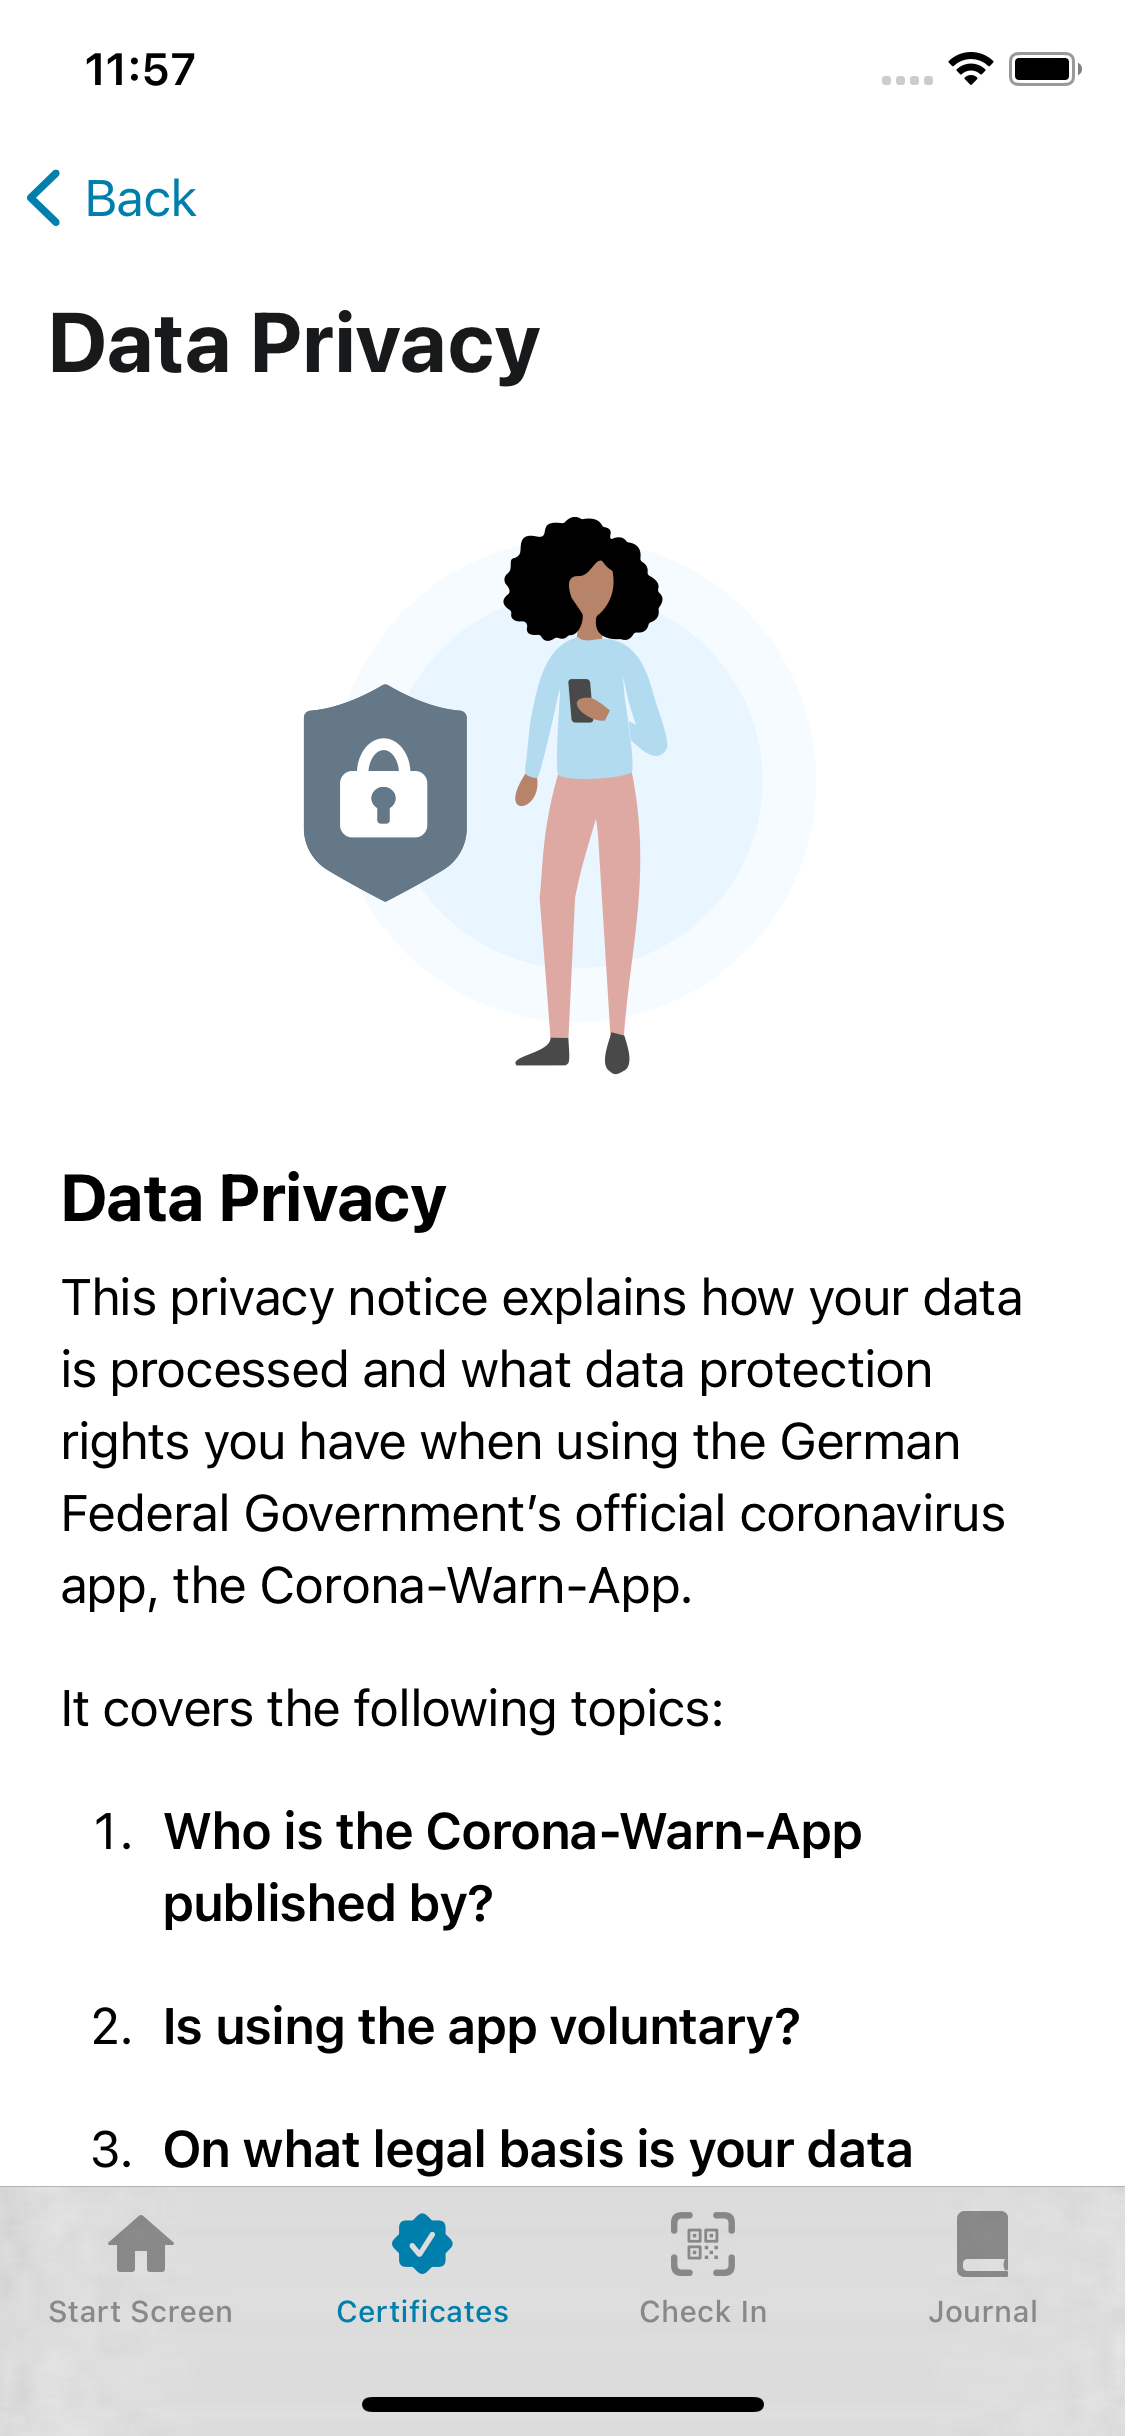 11:57
Back
Data Privacy
Data Privacy
This privacy notice explains how your data
is processed and what data protection
rights you have when using the German
Federal Government’s official coronavirus
app, the Corona-Warn-App.
It covers the following topics:
1. Who is the Corona-Warn-App
published by?
2. Is using the app voluntary?
3. On what legal basis is your data
Start Screen
Certificates
Check In
Journal